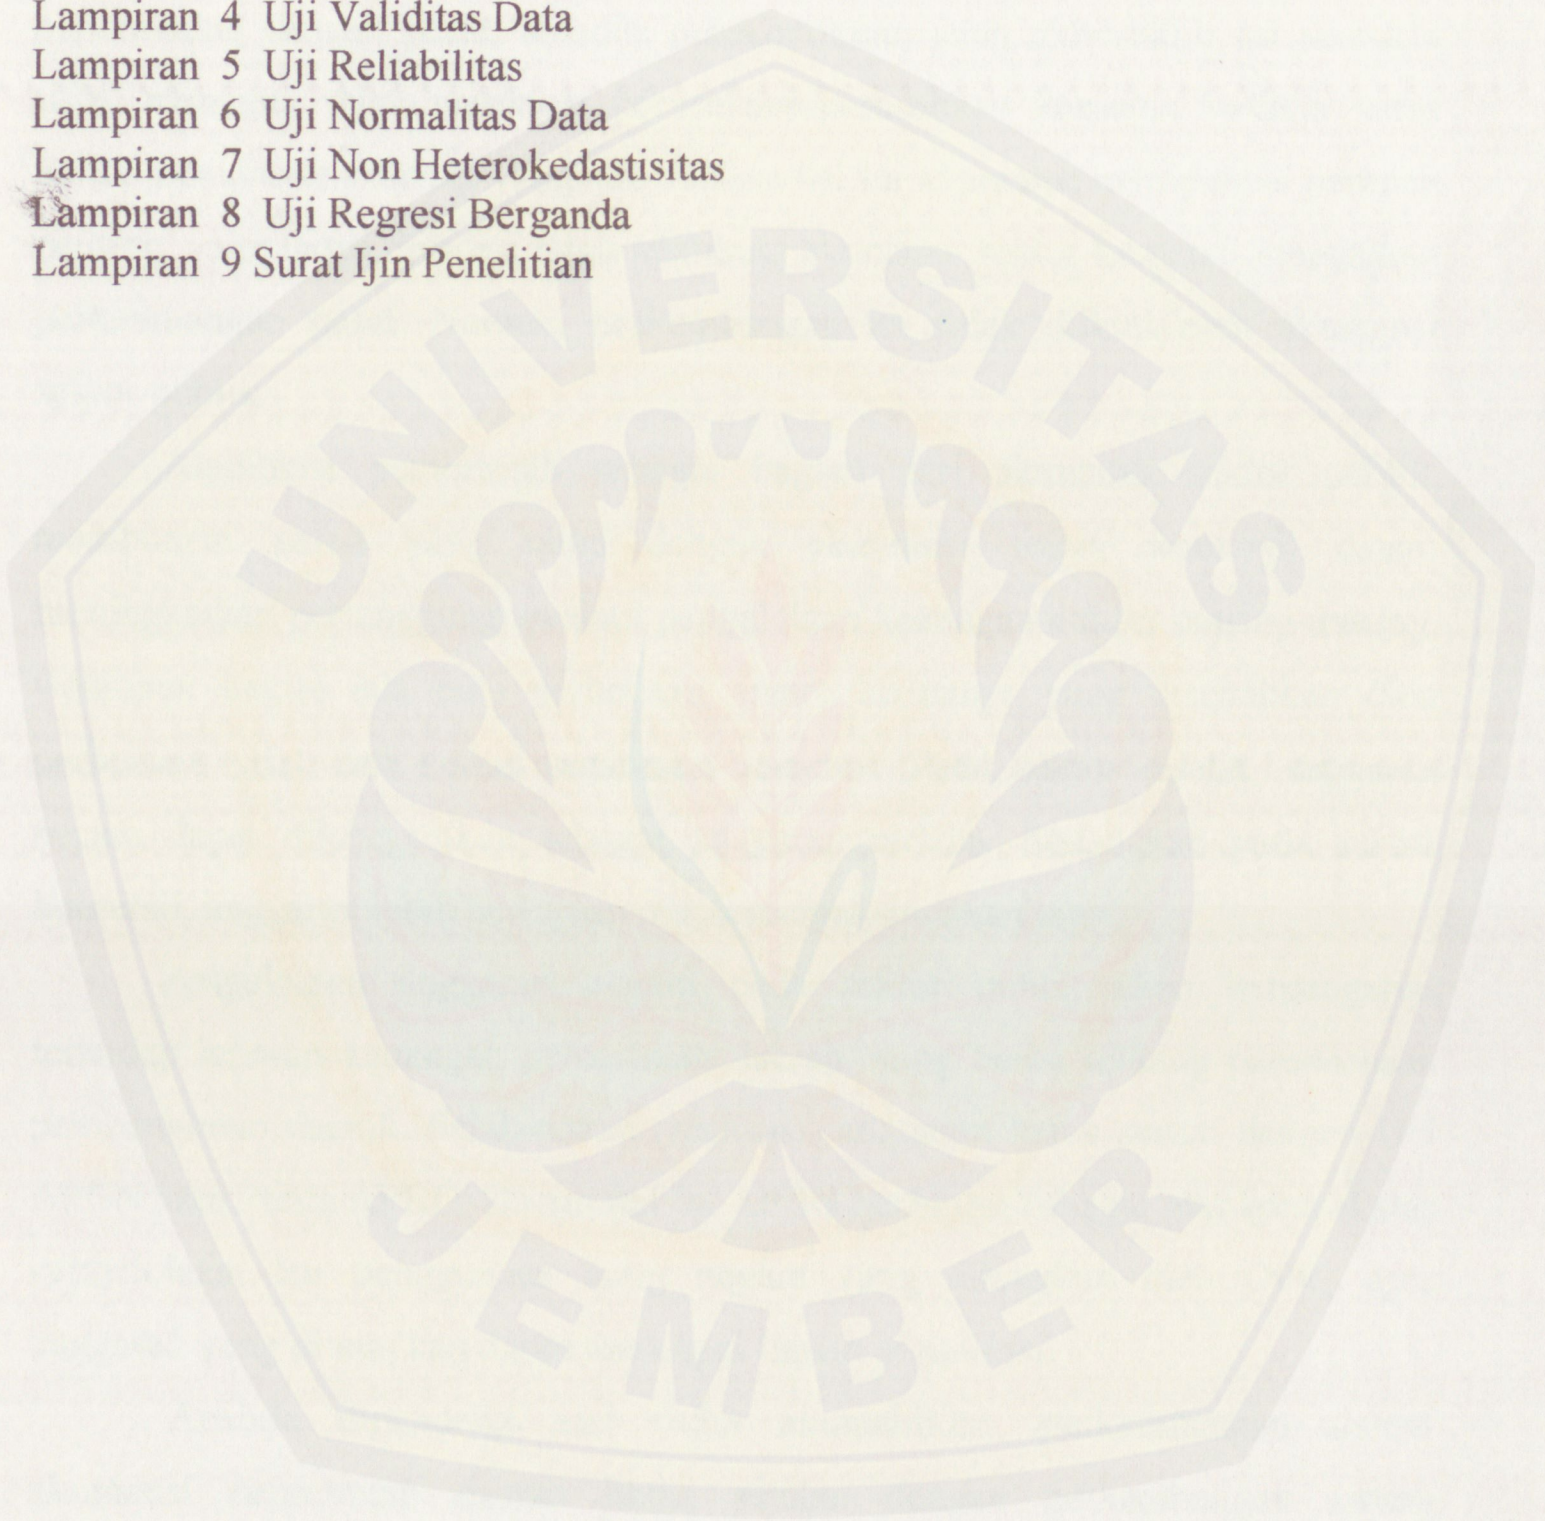 Lampiran 4 Uji Validitas Data
Lampiran 5 Uji Reliabilitas
Lampiran 6 Uji Normalitas Data
Lampiran 7 Uji Non Heterokedastisitas
Lampiran 8 Uji Regresi Berganda
Lampiran 9 Surat Ijin Penelitian
UNIVERSITAS
JEMBER